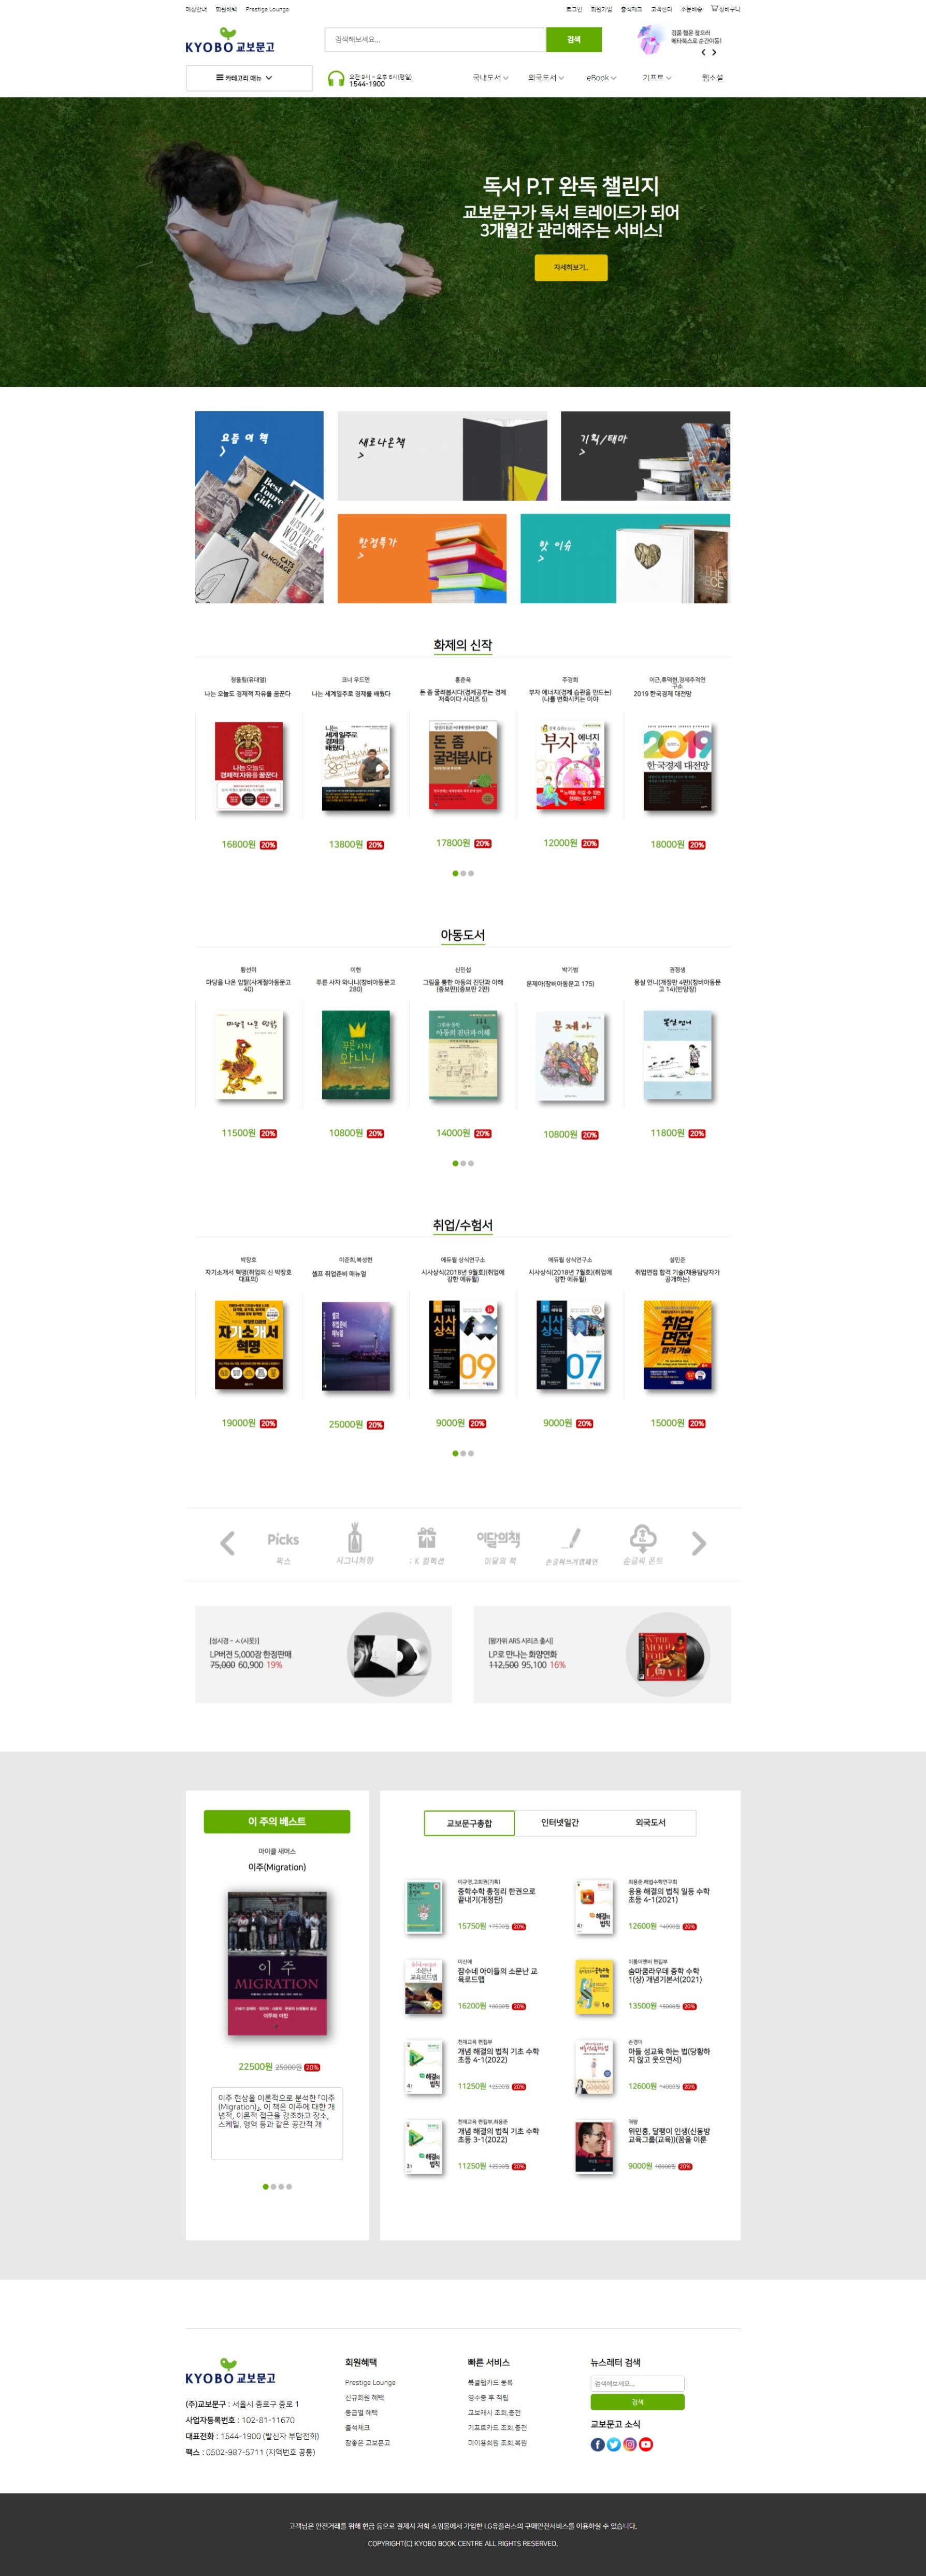 매장안내 회원혜택 Prestige Lounge
로그인 회원가입 출석체크 고객센터 주문배송 장바구니
KYOBO 교보문고
검색해보세요...
검색
메타북스로 순간이동!
카테고리 메뉴
오전 9시 ~ 오후 6시(평일)
1544-1900
국내도서 외국도서 eBook 기프트 웹소설
독서 P.T 완독 챌린지
교보문구가 독서 트레이드가 되어
3개월간 관리해주는 서비스!
자세히보기..
요즘 이 책
새로나온책
기획/테마
한정특가
핫 이슈
화제의 신작
나는 오늘도 경제적 자유를 꿈꾼다
16800원 20%
코너 우드먼
나는 세계일주로 경제를 배웠다
13800원 20%
홍춘욱
돈 좀 굴려봅시다(경제공부는 경제
저축이다 시리즈 5)
17800원 20%
주경희
부자 에너지(경제 습관을 만드는)
(나를 변화시키는 이야
12000원 20%
이근,류덕현,경제추격연
구소
2019 한국경제 대전망
18000원 20%
아동도서
황선미
마당을 나온 암탉(사계절아동문고
40)
11500원 20%
이현
푸른 사자 와니니(창비아동문고
280)
10800원 20%
신민섭
그림을 통한 아동의 진단과 이해
(증보판)(증보판 2판)
14000원 20%
박기범
문제아(창비아동문고 175)
10800원 20%
권정생
몽실 언니(개정판 4판)(창비아동문
고 14)(반양장)
11800원 20%
취업/수험서
박장호
자기소개서 혁명(취업의 신 박장호
대표의)
19000원 20%
이준희,복성현
셀프 취업준비 매뉴얼
25000원 20%
에듀윌 상식연구소
시사상식(2018년 9월호)(취업에
강한 에듀윌)
9000원 20%
에듀윌 상식연구소
시사상식(2018년 7월호)(취업에
강한 에듀윌)
9000원 20%
설민준
취업면접 합격 기술(채용담당자가
공개하는)
15000원 20%
Picks 이달의책
픽스 시그니처향 : K 컬렉션 이달의 책 손글씨쓰기캠페인 손글씨 폰트
[성시경 - ㅅ(시옷)]
LP버전 5,000장 한정판매
75,000 60,900 19%
[왕가위 ARS 시리즈 출시]
LP로 만나는 화양연화
112,500 95,100 16%
이 주의 베스트
마이클 새머스
이주(Migration)
이 주
MIGRATION
22500원 25000원 20%
이주 현상을 이론적으로 분석한 『이주
(Migration)』. 이 책은 이주에 대한 개
념적, 이론적 접근을 강조하고 장소,
스케일, 영역 등과 같은 공간적 개
교보문구총합 인터넷일간 외국도서
이규영,고희권(기획)
중학수학 총정리 한권으로
끝내기(개정판)
15750원 17500원 20%
최용준,해법수학연구회
응용 해결의 법칙 일등 수학
초등 4-1(2021)
12600원 14000원 20%
이신애
잠수네 아이들의 소문난 교
육로드맵
16200원 18000원 20%
이룸이앤비 편집부
숨마쿰라우데 중학 수학
1(상) 개념기본서(2021)
13500원 15000원 20%
천재교육 편집부
개념 해결의 법칙 기초 수학
초등 4-1(2022)
11250원 12500원 20%
손경이
아들 성교육 하는 법(당황하
지 않고 웃으면서)
12600원 14000원 20%
천재교육 편집부,최용준
개념 해결의 법칙 기초 수학
초등 3-1(2022)
11250원 12500원 20%
위민홍, 달팽이 인생(신동방
교육그룹(교육))(꿈을 이룬
9000원 10000원 20%
KYOBO 교보문고
(주)교보문구 : 서울시 종로구 종로 1
사업자등록번호 : 102-81-11670
대표전화 : 1544-1900 (발신자 부담전화)
팩스 : 0502-987-5711 (지역번호 공통)
회원혜택
Prestige Lounge
신규회원 혜택
등급별 혜택
출석체크
참좋은 교보문고
빠른 서비스
북클럽카드 등록
영수증 후 적립
교보캐시 조회,충전
기프트카드 조회,충전
미이용회원 조회,복원
뉴스레터 검색
검색해보세요...
검색
교보문고 소식
고객님은 안전거래를 위해 현금 등으로 결제시 저희 쇼핑몰에서 가입한 LG유플러스의 구매안전서비스를 이용하실 수 있습니다.
COPYRIGHT(C) KYOBO BOOK CENTRE ALL RIGHTS RESERVED.